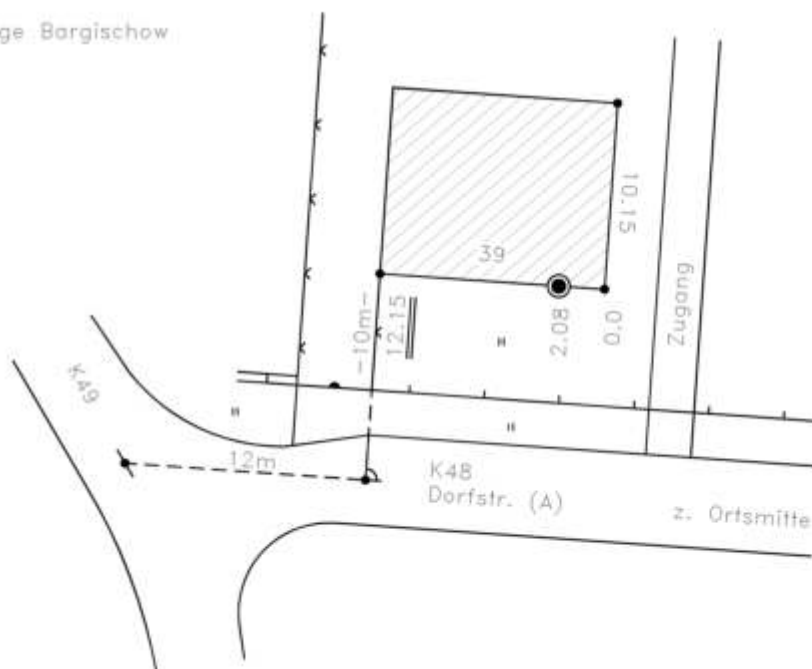 ge Bargischow
10.15
39
Zugang
-10m-
12.15
2.08
0.0
K49
12m
K48
Dorfstr. (A)
z. Ortsmitte